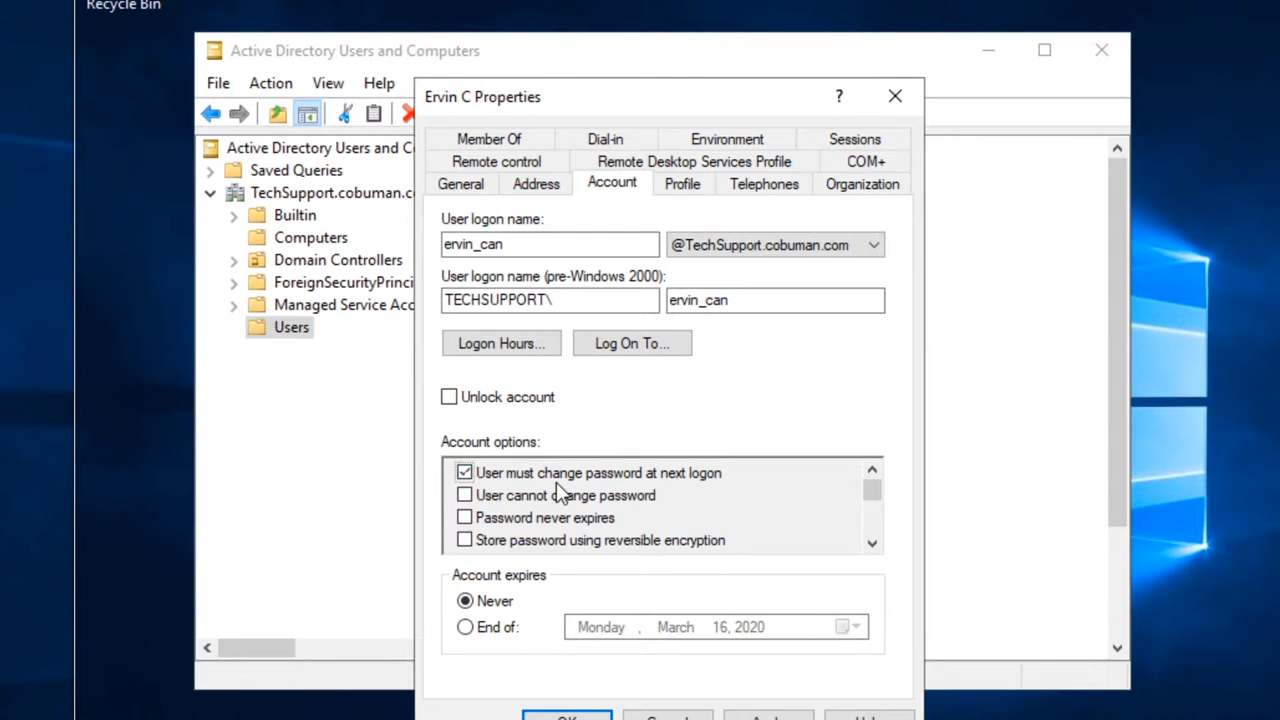 Recycle Bin
Active Directory Users and Computers
File Action View Help
Ervin C Properties
?
Member Of Dial-in Environment Sessions
Remote control Remote Desktop Services Profile COM+
General Address Account Profile Telephones Organization
Active Directory Users and Co
Saved Queries
TechSupport.cobuman.c
Builtin
Computers
Domain Controllers
ForeignSecurityPrinci
Managed Service Acc
Users
User logon name:
ervin_can @TechSupport.cobuman.com
User logon name (pre-Windows 2000):
TECHSUPPORT\ ervin_can
Logon Hours... Log On To...
Unlock account
Account options:
User must change password at next logon
User cannot change password
Password never expires
Store password using reversible encryption
Account expires
Never
End of: Monday , March 16, 2020